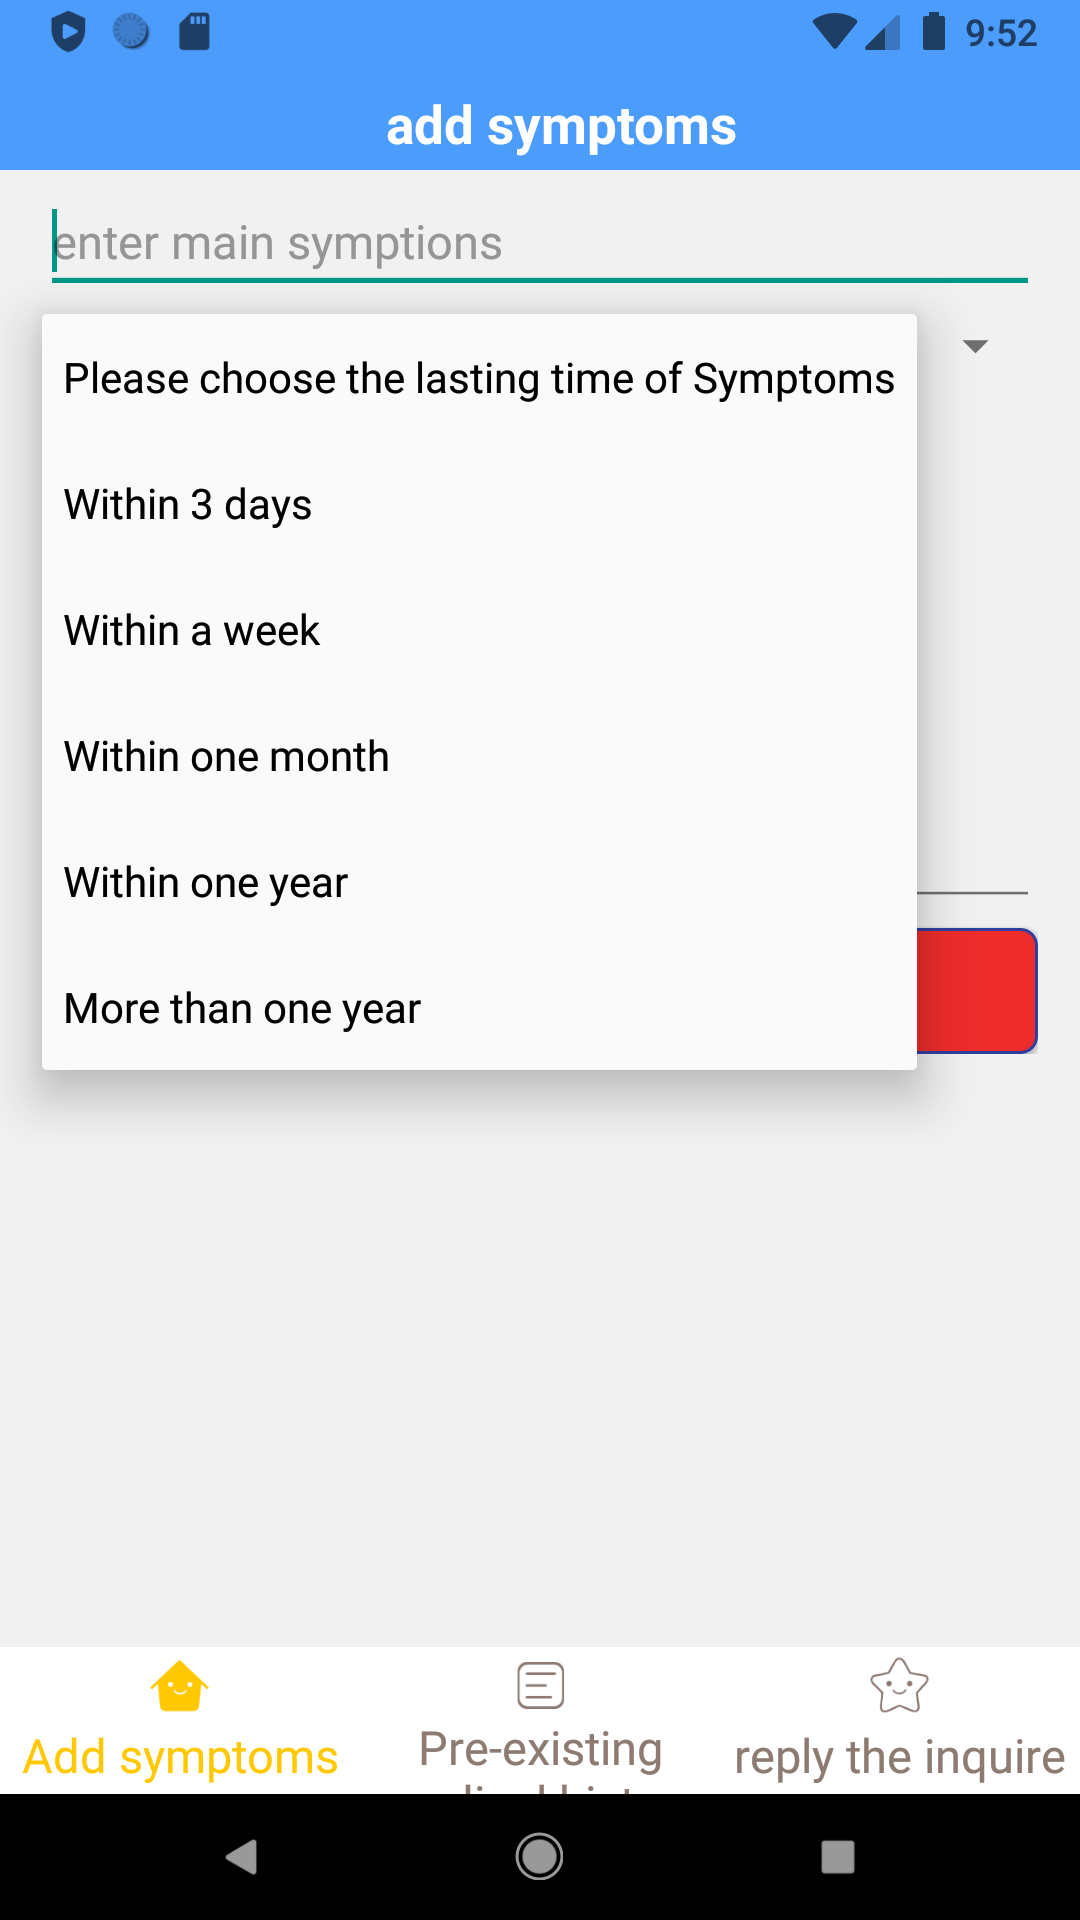 9:52
add symptoms
enter main symptions
Please choose the lasting time of Symptoms
Within 3 days
Within a week
Within one month
Within one year
More than one year
Add symptoms
Pre-existing
reply the inquire